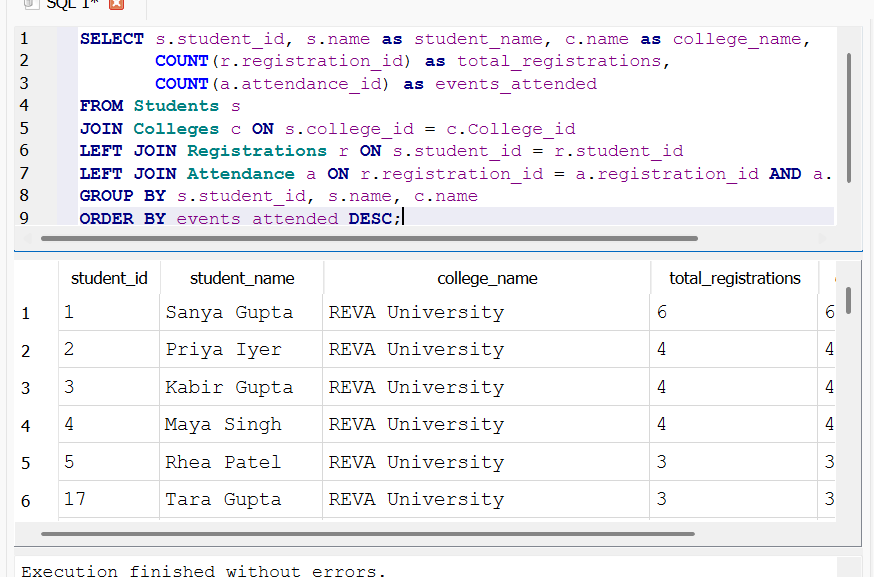 SQL 1*
1 SELECT s.student_id, s.name as student_name, c.name as college_name,
2 COUNT(r.registration_id) as total_registrations,
3 COUNT(a.attendance_id) as events_attended
4 FROM Students s
5 JOIN Colleges c ON s.college_id = c.College_id
6 LEFT JOIN Registrations r ON s.student_id = r.student_id
7 LEFT JOIN Attendance a ON r.registration_id = a.registration_id AND a.
8 GROUP BY s.student_id, s.name, c.name
9 ORDER BY events_attended DESC;
student_id student_name college_name total_registrations
1 1 Sanya Gupta REVA University 6 6
2 2 Priya Iyer REVA University 4 4
3 3 Kabir Gupta REVA University 4 4
4 4 Maya Singh REVA University 4 4
5 5 Rhea Patel REVA University 3 3
6 17 Tara Gupta REVA University 3 3
Execution finished without errors.